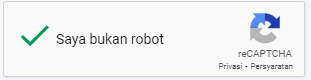 Saya bukan robot
reCAPTCHA
Privasi • Persyaratan